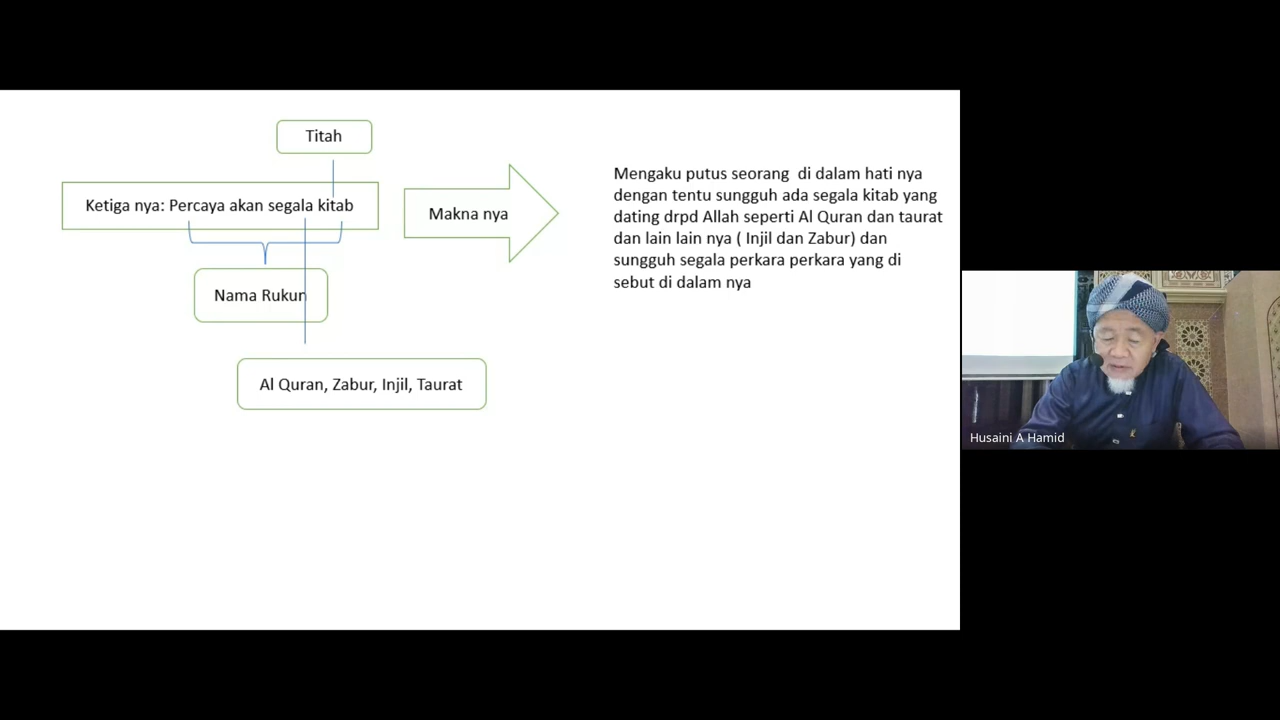 Titah
Ketiga nya: Percaya akan segala kitab
Makna nya
Nama Rukun
Al Quran, Zabur, Injil, Taurat
Mengaku putus seorang di dalam hati nya
dengan tentu sungguh ada segala kitab yang
dating drpd Allah seperti Al Quran dan taurat
dan lain lain nya ( Injil dan Zabur) dan
sungguh segala perkara perkara yang di
sebut di dalam nya
Husaini A Hamid